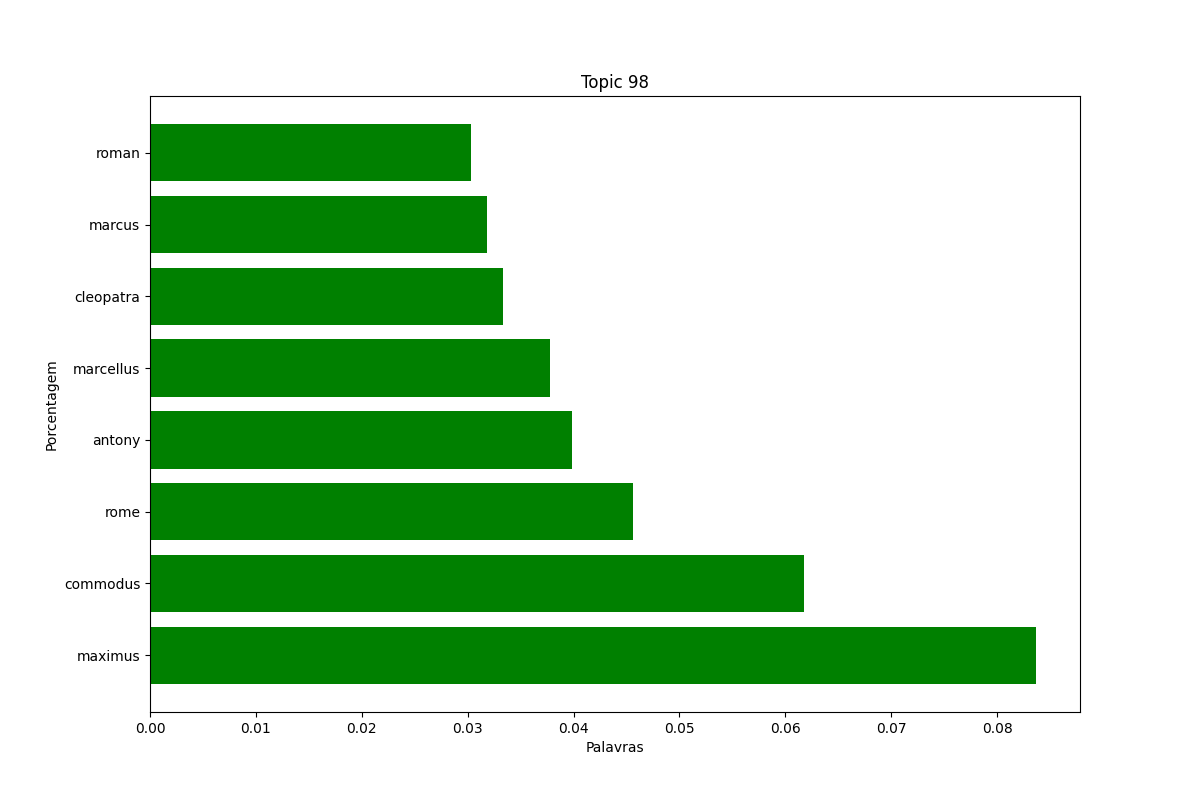 Topic 98
roman
marcus
cleopatra
marcellus
antony
rome
commodus
maximus
Porcentagem
0.00 0.01 0.02 0.03 0.04 0.05 0.06 0.07 0.08
Palavras